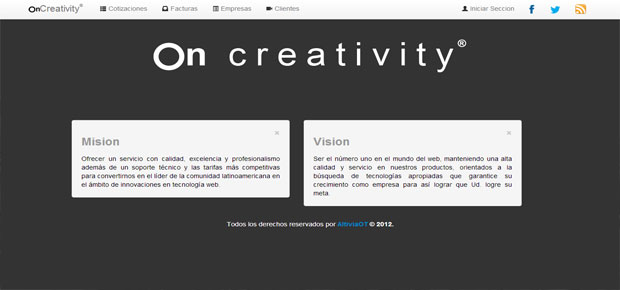 OnCreativity®
Cotizaciones
Facturas
Empresas
Clientes
Iniciar Seccion
On creativity®
Mision
×
Ofrecer un servicio con calidad, excelencia y profesionalismo
además de un soporte técnico y las tarifas más competitivas
para convertirnos en el líder de la comunidad latinoamericana en
el ámbito de innovaciones en tecnología web.
Vision
×
Ser el número uno en el mundo del web, manteniendo una alta
calidad y servicio en nuestros productos, orientados a la
búsqueda de tecnologías apropiadas que garantice su
crecimiento como empresa para así lograr que Ud. logre su
meta.
Todos los derechos reservados por AltiviaOT © 2012.